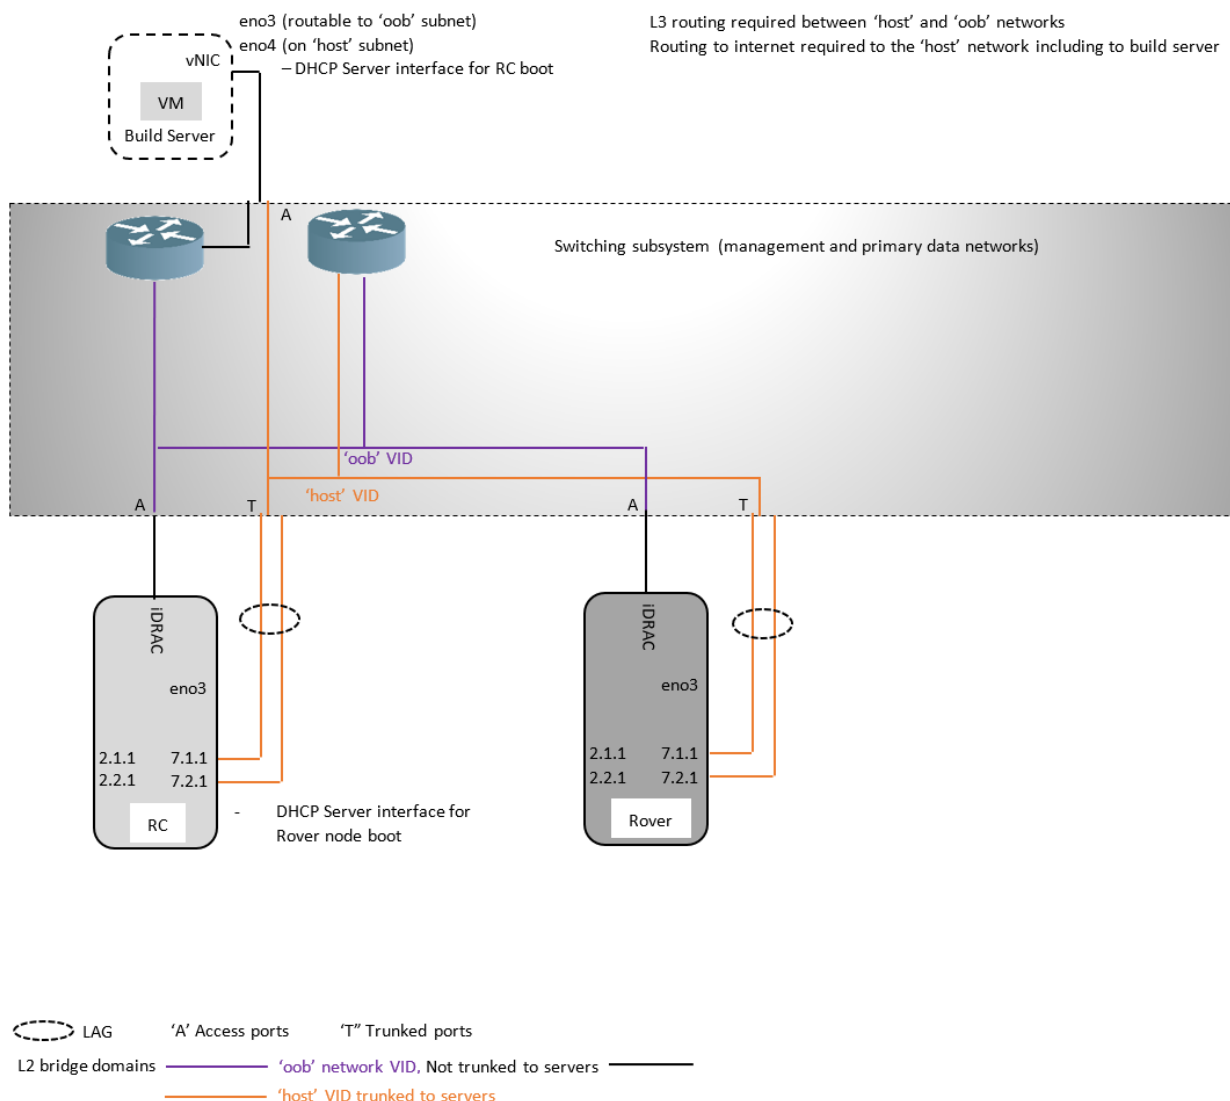 eno3 (routable to ‘oob’ subnet)
eno4 (on ‘host’ subnet)
– DHCP Server interface for RC boot
L3 routing required between ‘host’ and ‘oob’ networks
Routing to internet required to the ‘host’ network including to build server
vNIC
VM
Build Server
A
Switching subsystem (management and primary data networks)
‘oob’ VID
‘host’ VID
A
T
A
T
iDRAC
eno3
2.1.1 7.1.1
2.2.1 7.2.1
RC
- DHCP Server interface for
Rover node boot
iDRAC
eno3
2.1.1 7.1.1
2.2.1 7.2.1
Rover
LAG ‘A’ Access ports ‘T” Trunked ports
L2 bridge domains ‘oob’ network VID, Not trunked to servers
‘host’ VID trunked to servers